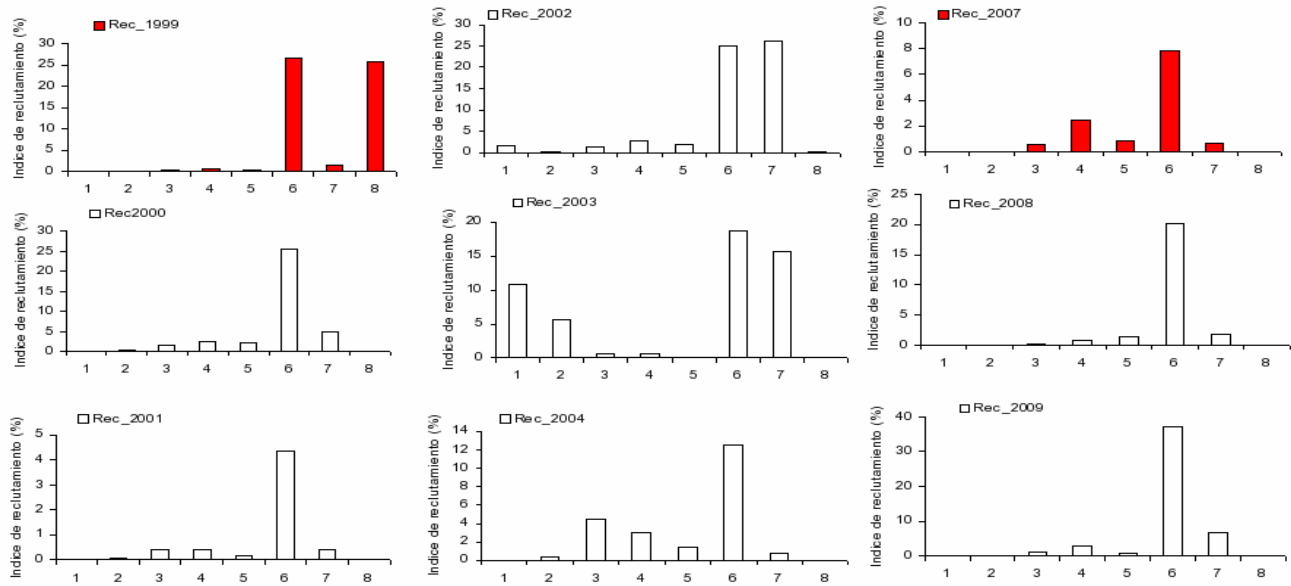 Rec_1999
Indice de reclutamiento (%)
30
25
20
15
10
5
0
1 2 3 4 5 6 7 8
Rec_2002
Indice de reclutamiento (%)
30
25
20
15
10
5
0
1 2 3 4 5 6 7 8
Rec_2007
Indice de reclutamiento (%)
10
8
6
4
2
0
1 2 3 4 5 6 7 8
Rec2000
Indice de reclutamiento (%)
30
25
20
15
10
5
0
1 2 3 4 5 6 7 8
Rec_2003
Indice de reclutamiento (%)
20
15
10
5
0
1 2 3 4 5 6 7 8
Rec_2008
Indice de reclutamiento (%)
25
20
15
10
5
0
1 2 3 4 5 6 7 8
Rec_2001
Indice de reclutamiento (%)
5
4
3
2
1
0
1 2 3 4 5 6 7 8
Rec_2004
Indice de reclutamiento (%)
14
12
10
8
6
4
2
0
1 2 3 4 5 6 7 8
Rec_2009
Indice de reclutamiento (%)
40
30
20
10
0
1 2 3 4 5 6 7 8